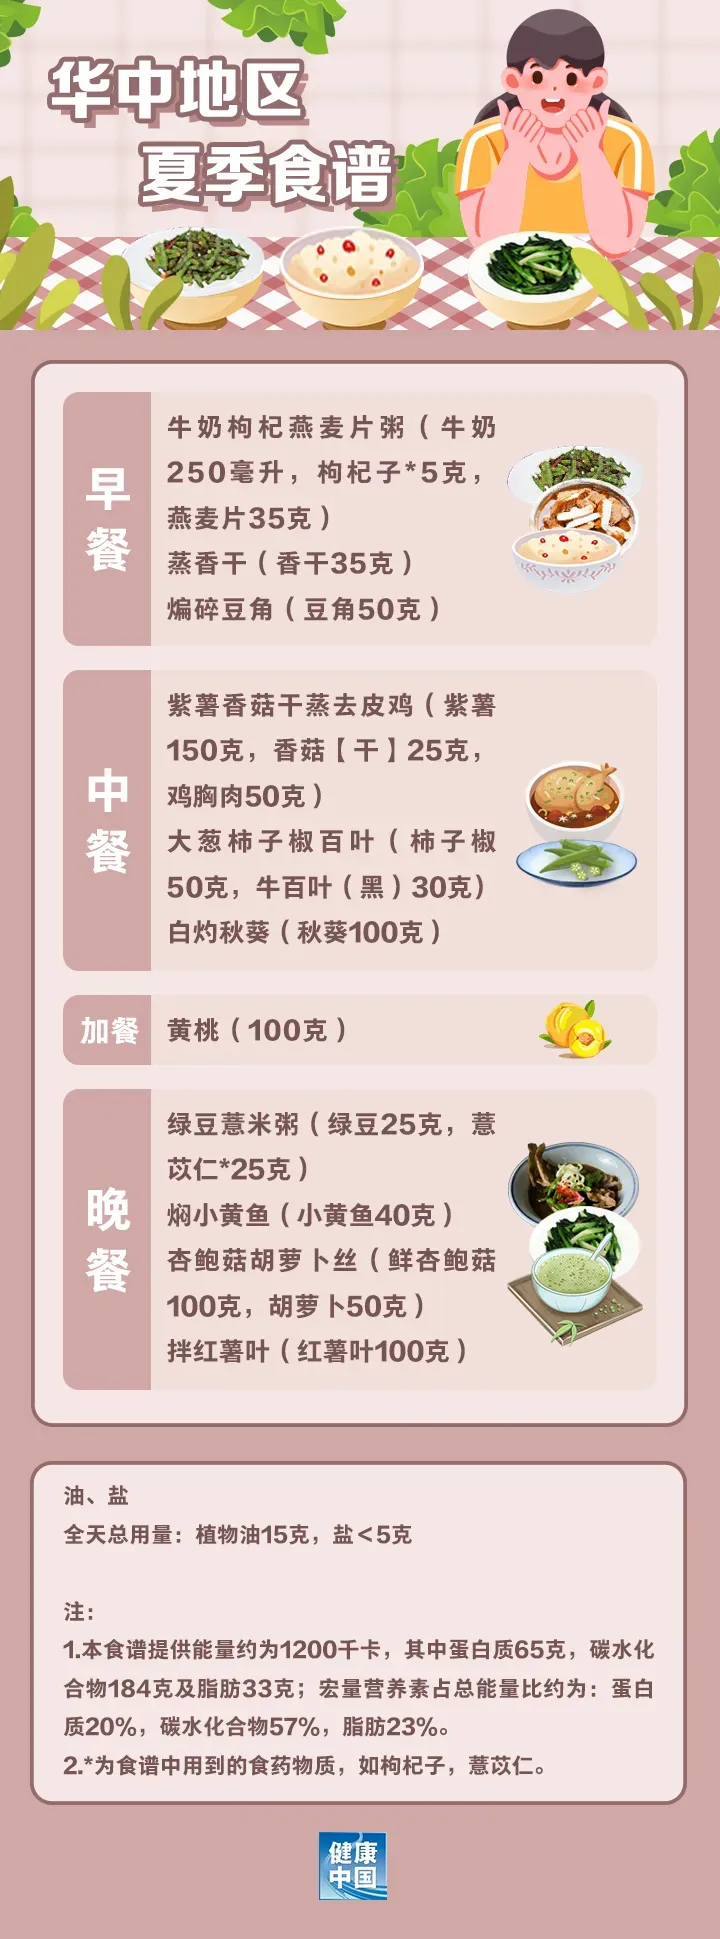 华中地区
夏季食谱
早餐
牛奶枸杞燕麦片粥（牛奶
250毫升，枸杞子*5克，
燕麦片35克）
蒸香干（香干35克）
煸碎豆角（豆角50克）
中餐
紫薯香菇干蒸去皮鸡（紫薯
150克，香菇【干】25克，
鸡胸肉50克）
大葱柿子椒百叶（柿子椒
50克，牛百叶（黑）30克）
白灼秋葵（秋葵100克）
加餐
黄桃（100克）
晚餐
绿豆薏米粥（绿豆25克，薏
苡仁*25克）
焖小黄鱼（小黄鱼40克）
杏鲍菇胡萝卜丝（鲜杏鲍菇
100克，胡萝卜50克）
拌红薯叶（红薯叶100克）
油、盐
全天总用量：植物油15克，盐＜5克
注：
1.本食谱提供能量约为1200千卡，其中蛋白质65克，碳水化
合物184克及脂肪33克；宏量营养素占总能量比约为：蛋白
质20%，碳水化合物57%，脂肪23%。
2.*为食谱中用到的食药物质，如枸杞子，薏苡仁。
健康
中国